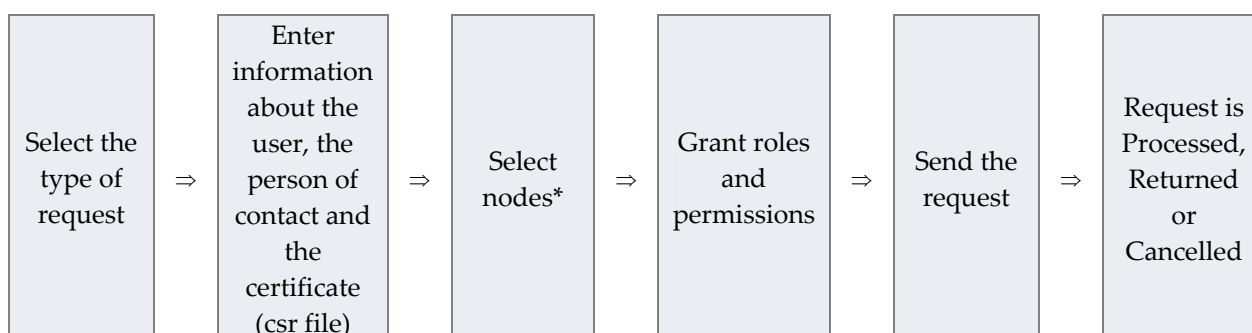 Select the
type of
request
⇒
Enter
information
about the
user, the
person of
contact and
the
certificate
(csr file)
⇒
Select
nodes*
⇒
Grant roles
and
permissions
⇒
Send the
request
⇒
Request is
Processed,
Returned
or
Cancelled